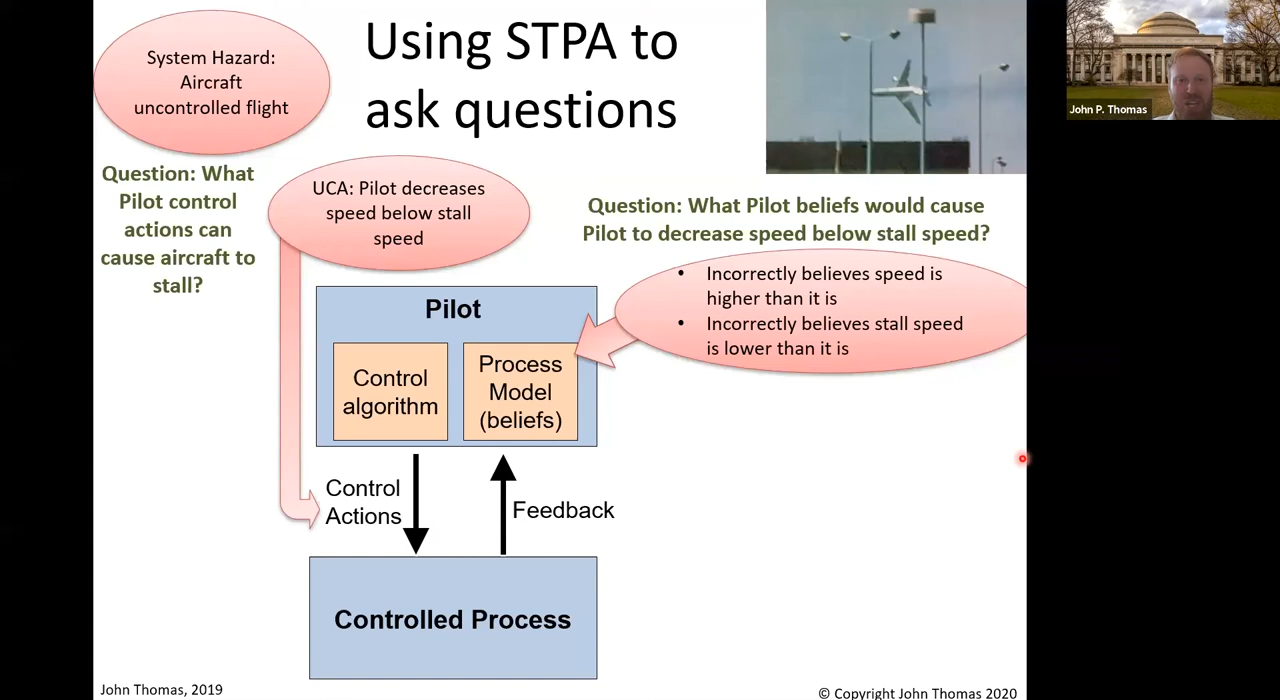 System Hazard:
Aircraft
uncontrolled flight
Using STPA to
ask questions
John P. Thomas
Question: What
Pilot control
actions can
cause aircraft to
stall?
UCA: Pilot decreases
speed below stall
speed
Question: What Pilot beliefs would cause
Pilot to decrease speed below stall speed?
• Incorrectly believes speed is
higher than it is
• Incorrectly believes stall speed
is lower than it is
Pilot
Control
algorithm
Process
Model
(beliefs)
Control
Actions
Feedback
Controlled Process
John Thomas, 2019
© Copyright John Thomas 2020